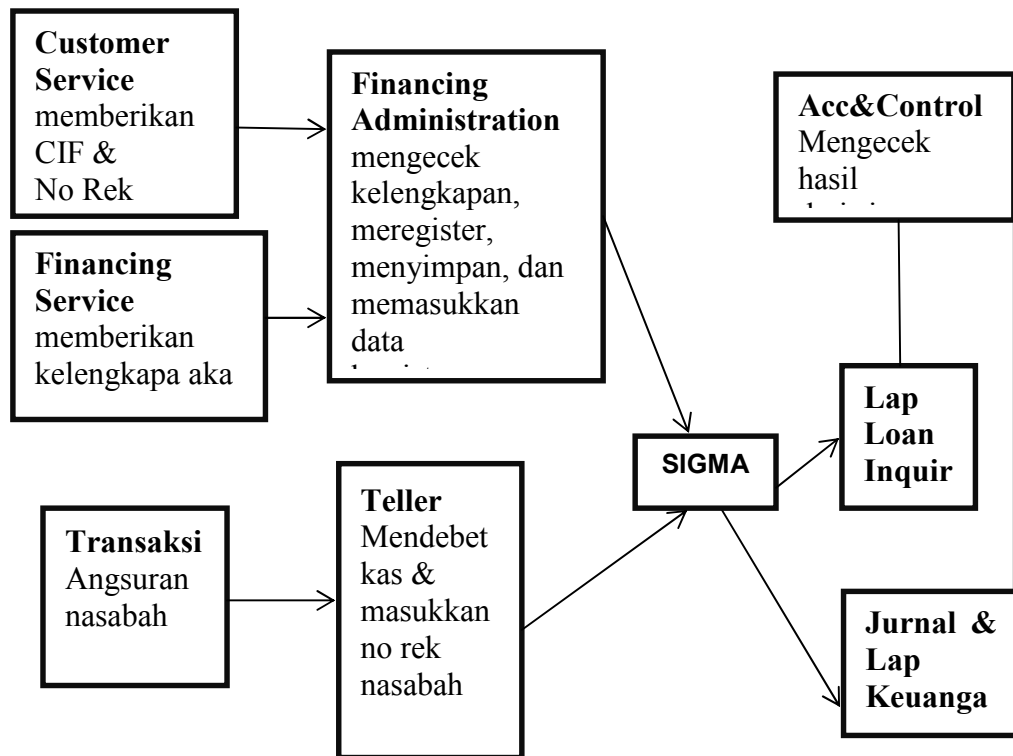 Customer
Service
memberikan
CIF &
No Rek
Financing
Service
memberikan
kelengkapa aka
Financing
Administration
mengecek
kelengkapan,
meregister,
menyimpan, dan
memasukkan
data
Acc&Control
Mengecek
hasil
SIGMA
Lap
Loan
Inquir
Transaksi
Angsuran
nasabah
Teller
Mendebet
kas &
masukkan
no rek
nasabah
Jurnal &
Lap
Keuanga